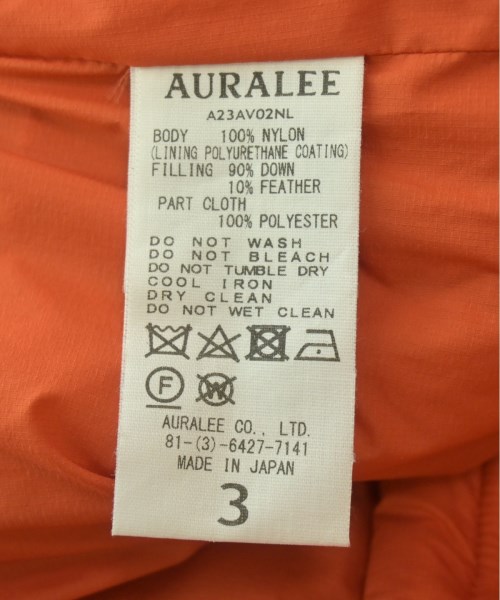 AURALEE
A23AV02NL
BODY 100% NYLON
(LINING POLYURETHANE COATING)
FILLING 90% DOWN
10% FEATHER
PART CLOTH
100% POLYESTER
DO NOT WASH
DO NOT BLEACH
DO NOT TUMBLE DRY
COOL IRON
DRY CLEAN
DO NOT WET CLEAN
F W
AURALEE CO., LTD.
81-(3)-6427-7141
MADE IN JAPAN
3